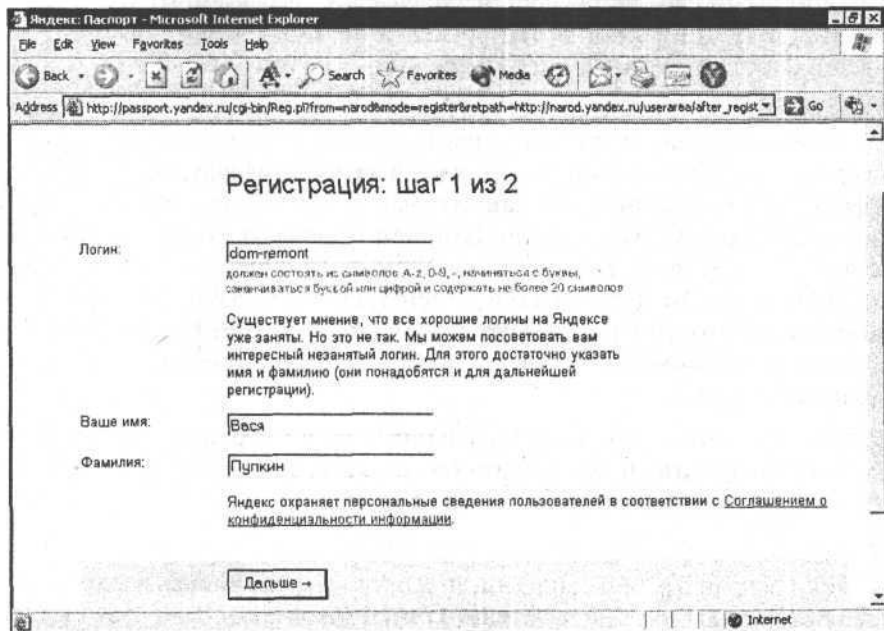 Яндекс: Паспорт - Microsoft Internet Explorer
File Edit View Favorites Tools Help
Back Search Favorites Media
Address http://passport.yandex.ru/cgi-bin/Reg.pl?from=narod&mode=register&retpath=http://narod.yandex.ru/userarea/after_regist Go
Регистрация: шаг 1 из 2
Логин:
dom-remont
должен состоять из символов A-z, 0-9, -, начинаться с буквы,
заканчиваться буквой или цифрой и содержать не более 20 символов
Существует мнение, что все хорошие логины на Яндексе
уже заняты. Но это не так. Мы можем посоветовать вам
интересный незанятый логин. Для этого достаточно указать
имя и фамилию (они понадобятся и для дальнейшей
регистрации).
Ваше имя:
Вася
Фамилия:
Пупкин
Яндекс охраняет персональные сведения пользователей в соответствии с Соглашением о
конфиденциальности информации.
Дальше →
Internet